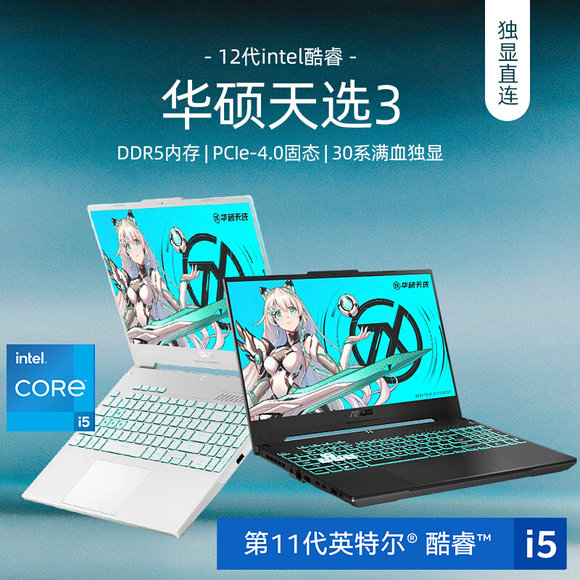 独显直连
- 12代intel酷睿 -
华硕天选3
DDR5内存 | PCIe-4.0固态 | 30系满血独显
华硕天选
华硕天选
ASUS
ASUS
intel.
CORE
i5
第11代英特尔® 酷睿™
i5